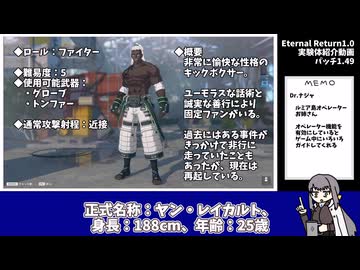 Eternal Return1.0
実験体紹介動画
パッチ1.49
◆ロール：ファイター
◆難易度：5
◆使用可能武器：
・グローブ
・トンファー
◆通常攻撃射程：近接
◆概要
非常に愉快な性格の
キックボクサー。
ユーモラスな話術と
誠実な善行により
固定ファンがいる。
過去にはある事件が
きっかけで非行に
走っていたことも
あったが、現在は
再起している。
MEMO
Dr.ナジャ
ルミア島オペレーター
お姉さん
オペレーター機能を
有効にしていると
ゲーム中にいろいろ
ガイドしてくれる
正式名称：ヤン・レイカルト、
身長：188cm、年齢：25歳